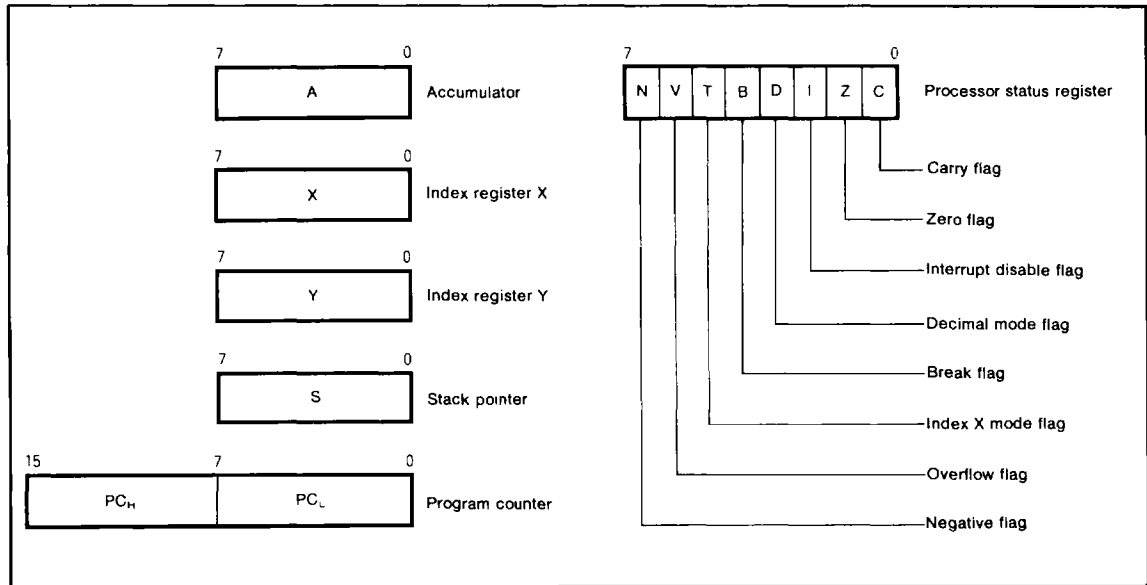 7 0
A Accumulator
7 0
X Index register X
7 0
Y Index register Y
7 0
S Stack pointer
15 7 0
PCH PCL Program counter
7 0
N V T B D I Z C Processor status register
Carry flag
Zero flag
Interrupt disable flag
Decimal mode flag
Break flag
Index X mode flag
Overflow flag
Negative flag